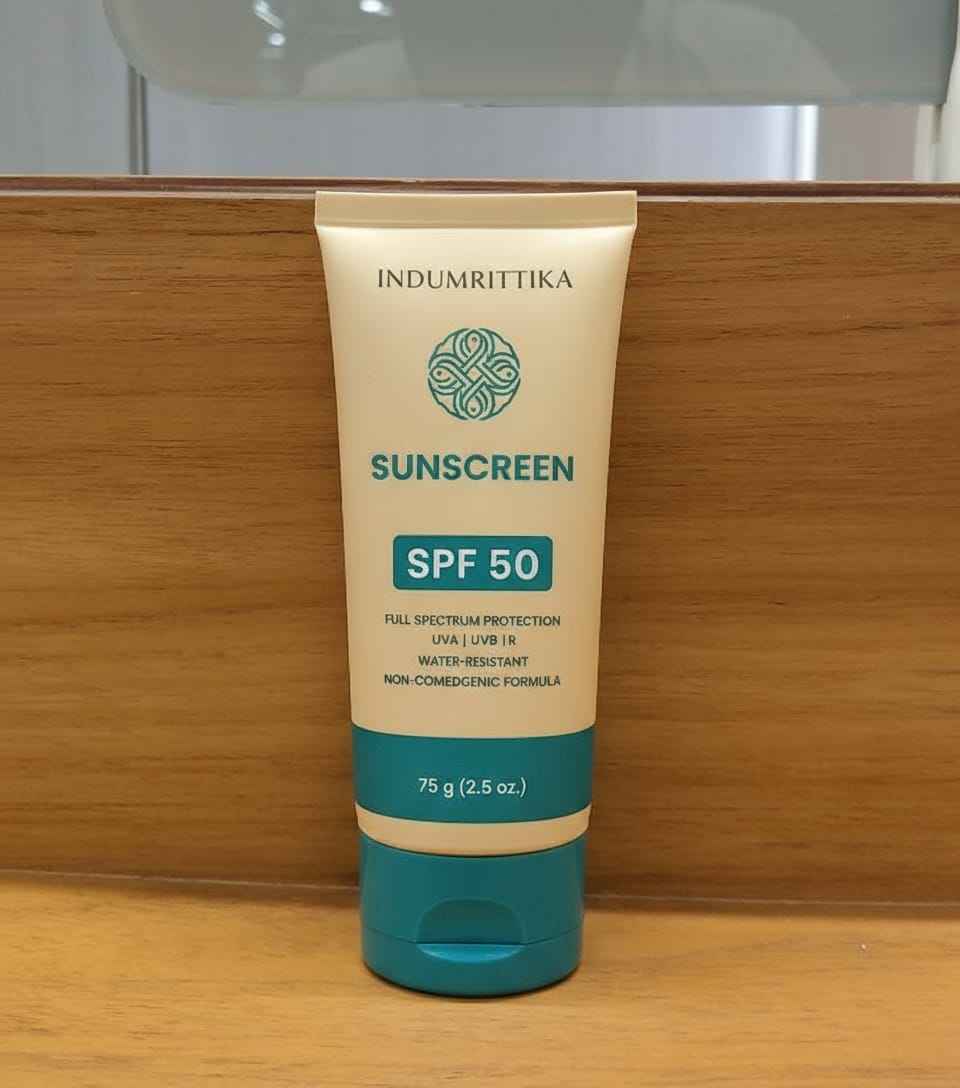 INDUMRITTIKA
SUNSCREEN
SPF 50
FULL SPECTRUM PROTECTION
UVA | UVB | R
WATER-RESISTANT
NON-COMEDGENIC FORMULA
75 g (2.5 oz.)